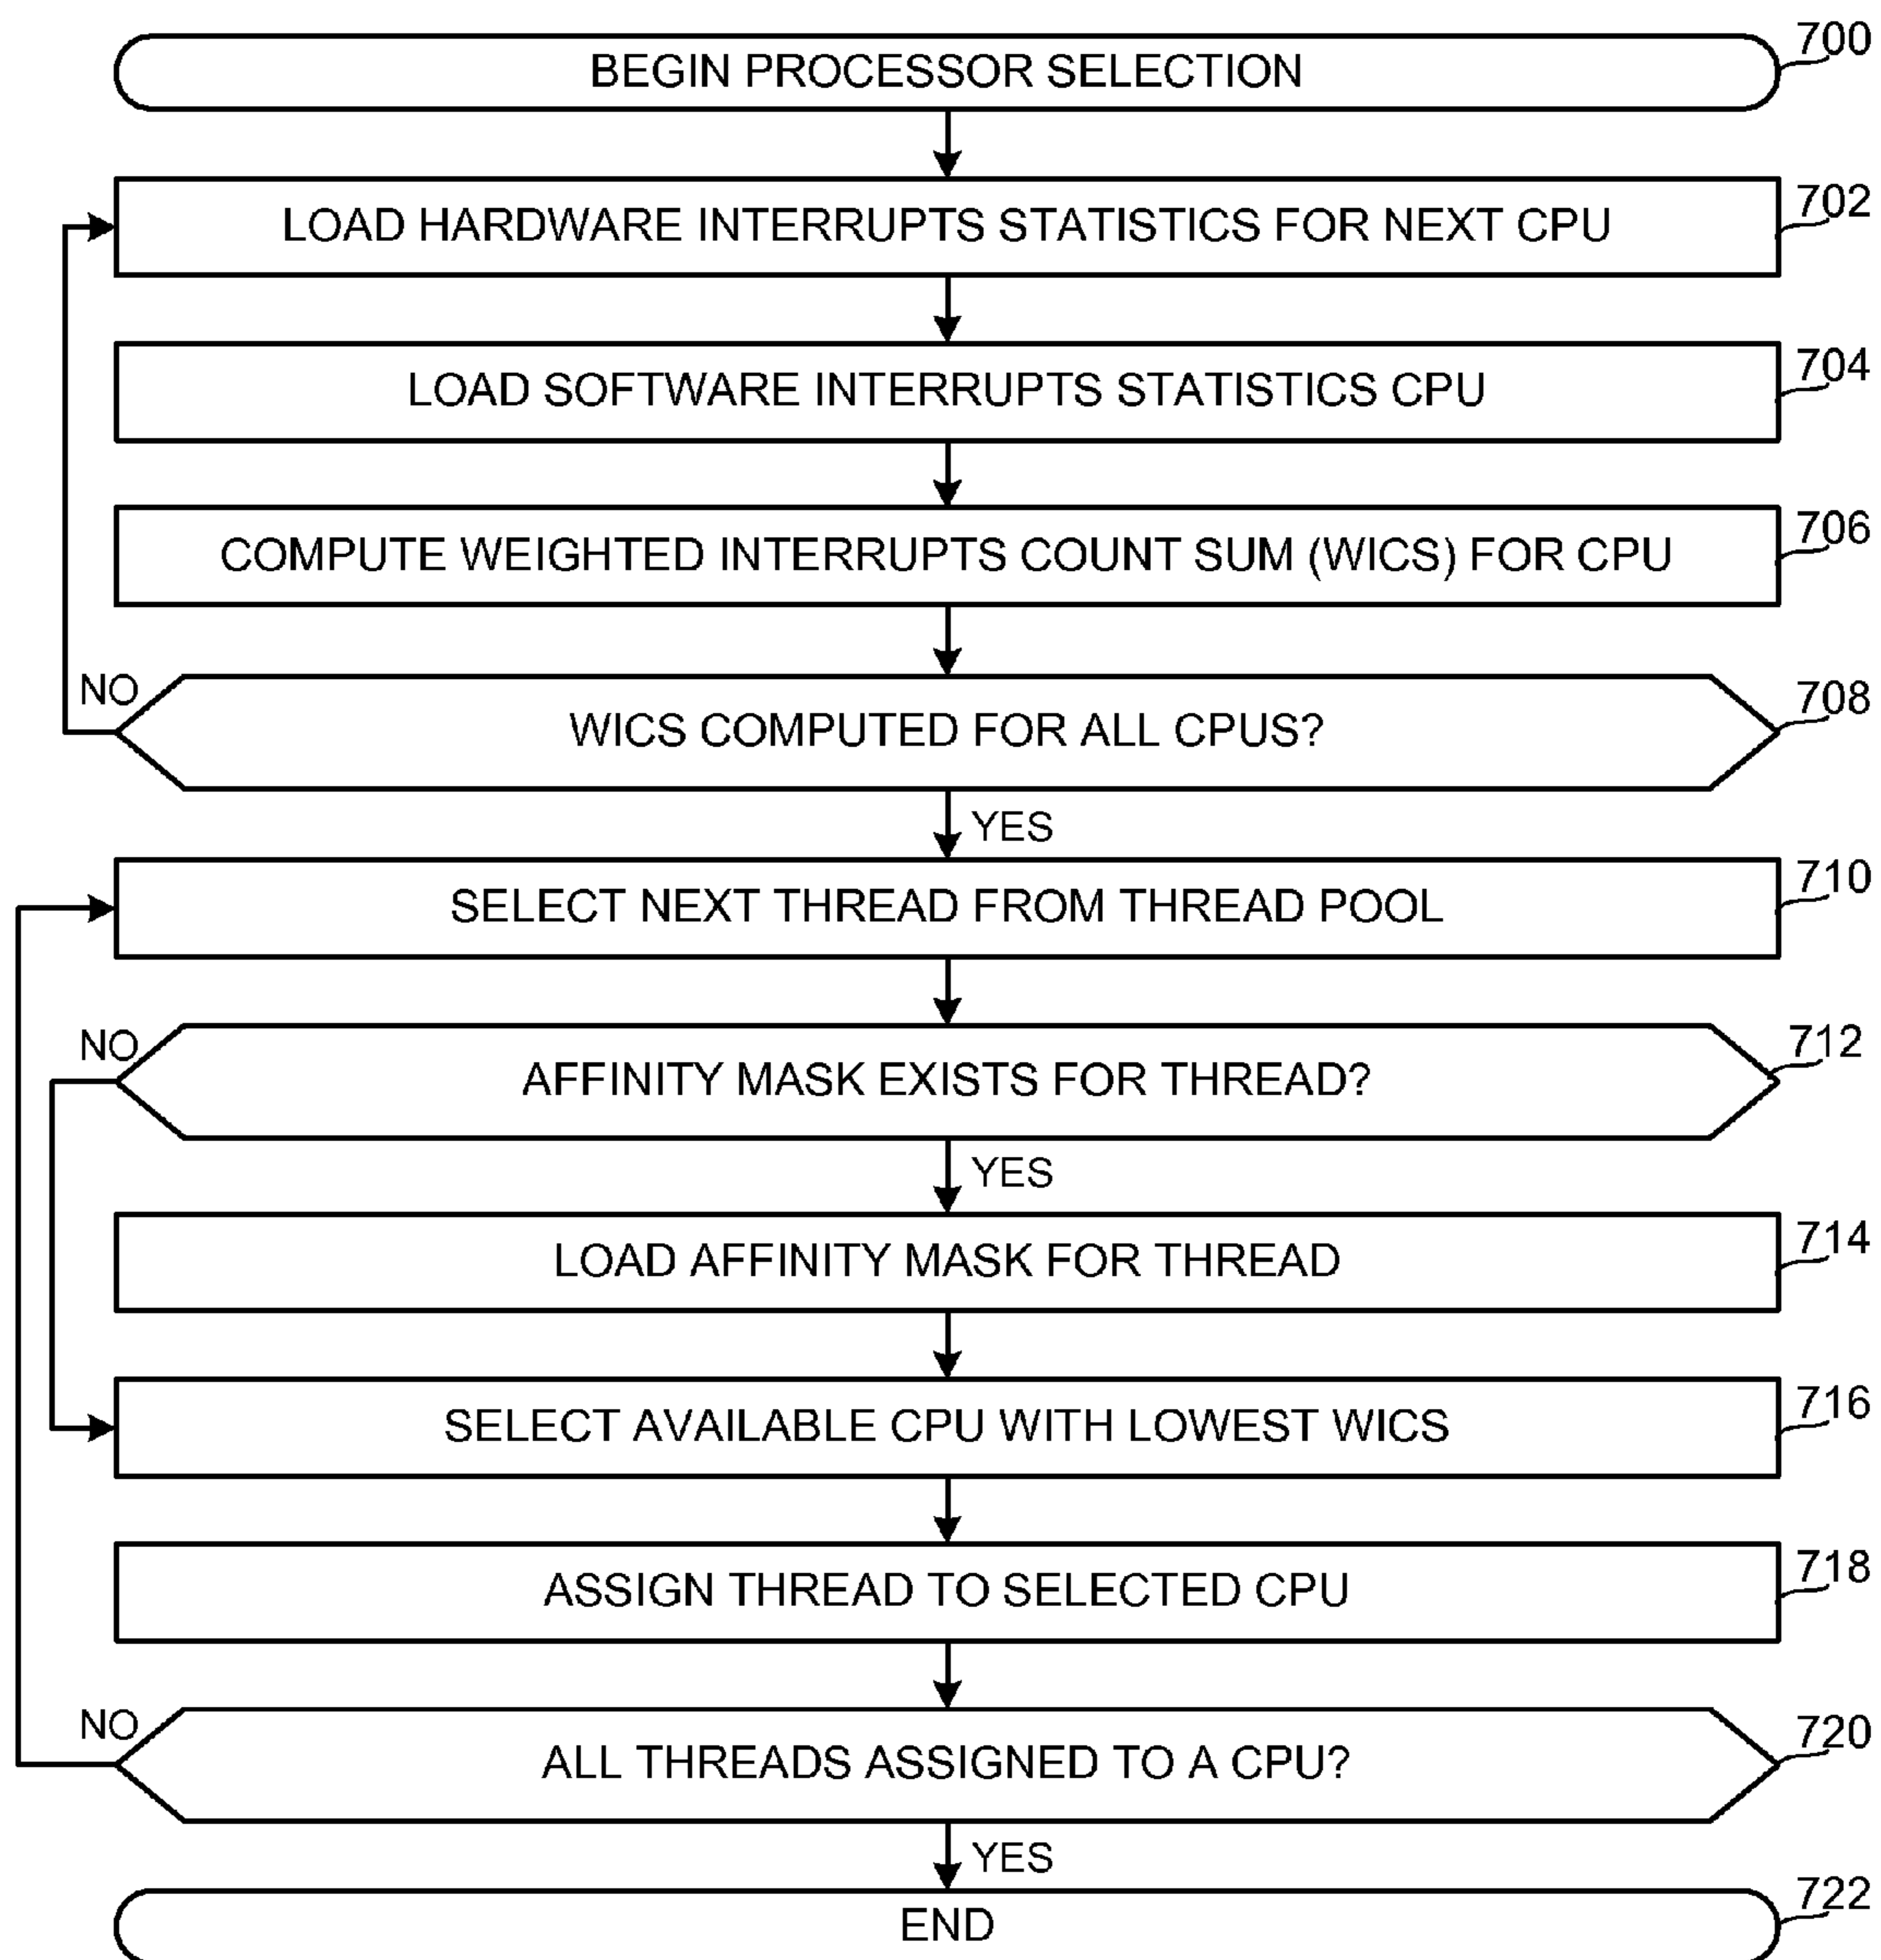 BEGIN PROCESSOR SELECTION
700
LOAD HARDWARE INTERRUPTS STATISTICS FOR NEXT CPU
702
LOAD SOFTWARE INTERRUPTS STATISTICS CPU
704
COMPUTE WEIGHTED INTERRUPTS COUNT SUM (WICS) FOR CPU
706
NO
WICS COMPUTED FOR ALL CPUS?
708
YES
SELECT NEXT THREAD FROM THREAD POOL
710
NO
AFFINITY MASK EXISTS FOR THREAD?
712
YES
LOAD AFFINITY MASK FOR THREAD
714
SELECT AVAILABLE CPU WITH LOWEST WICS
716
ASSIGN THREAD TO SELECTED CPU
718
NO
ALL THREADS ASSIGNED TO A CPU?
720
YES
END
722